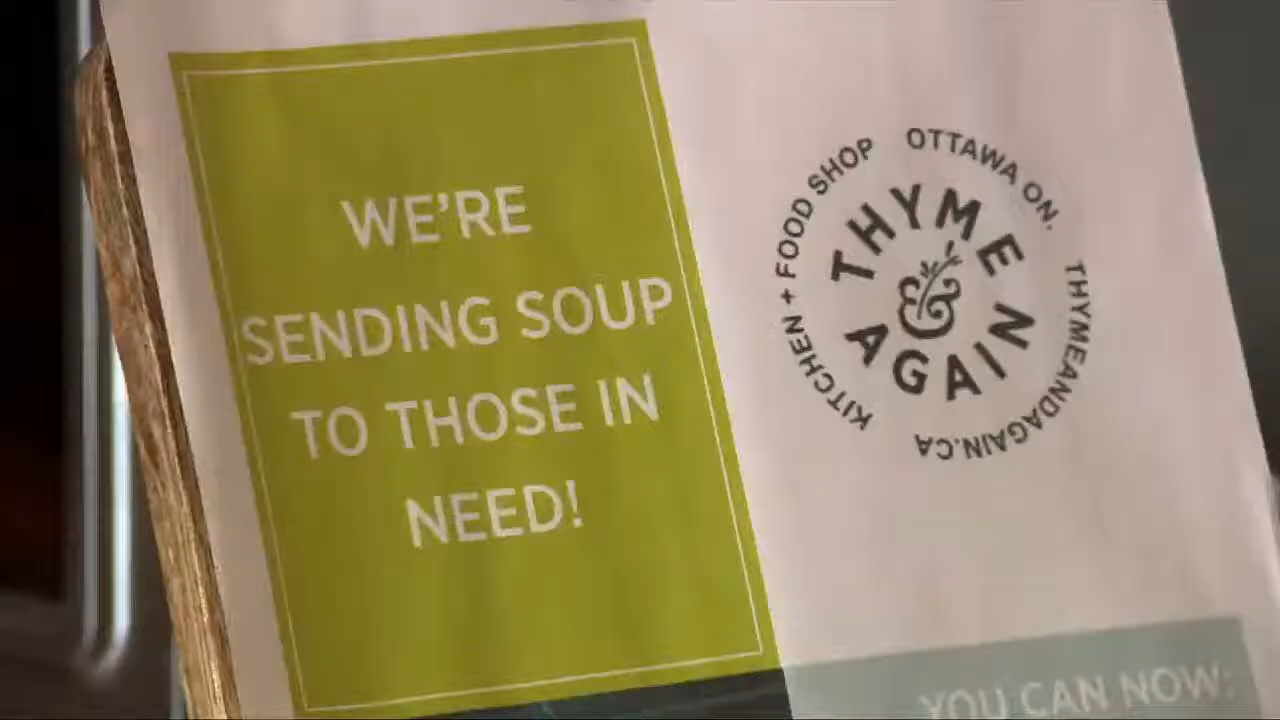 WE'RE
SENDING SOUP
TO THOSE IN
NEED!
KITCHEN + FOOD SHOP OTTAWA ON. THYMEANDAGAIN.CA
THYME
&
AGAIN
YOU CAN NOW: